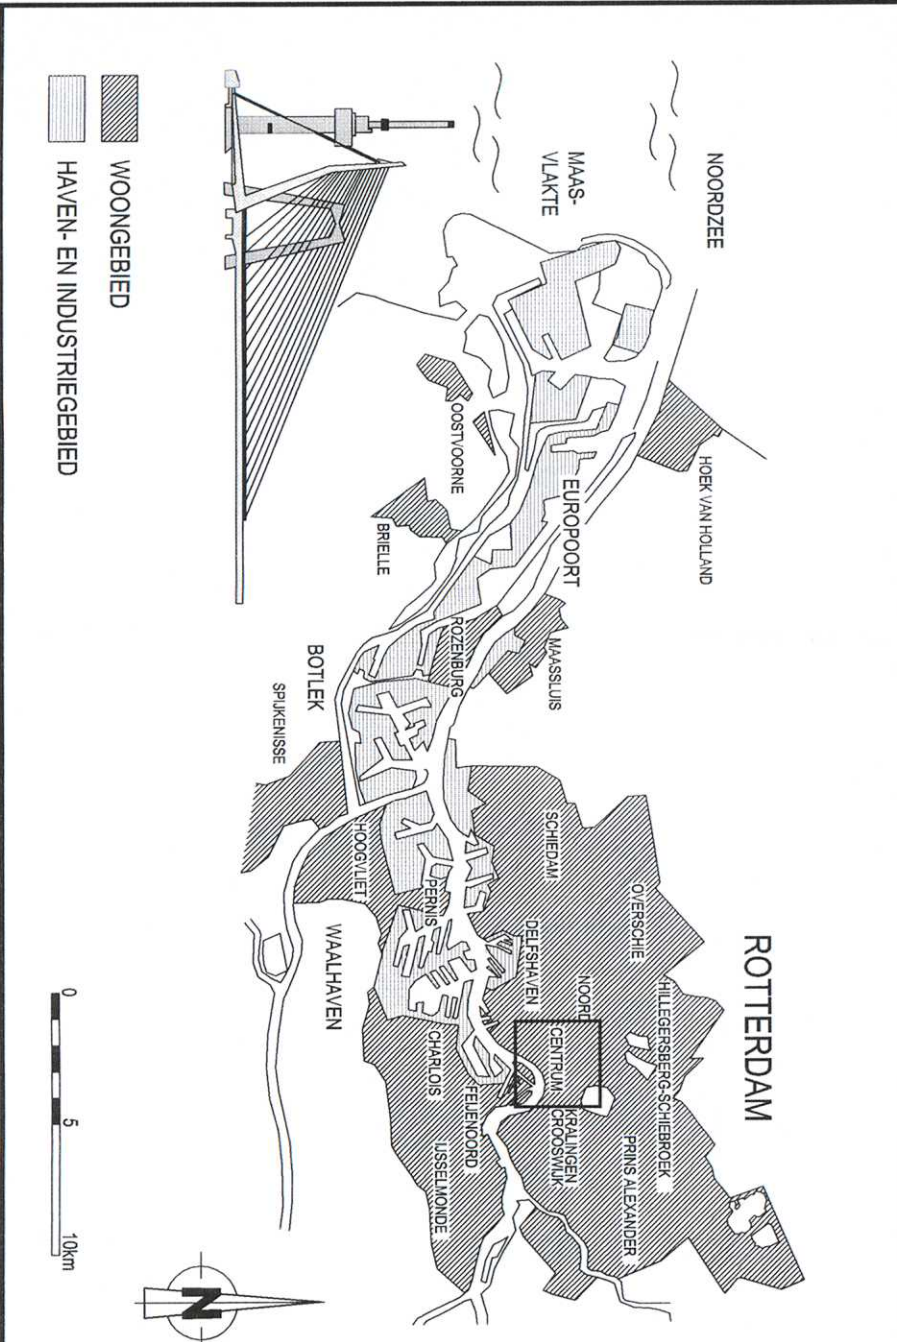 ROTTERDAM
NOORDZEE
MAAS-
VLAKTE
HOEK VAN HOLLAND
EUROPOORT
MAASSLUIS
OOSTVOORNE
BRIELLE
ROZENBURG
BOTLEK
SPIJKENISSE
HOOGVLIET
PERNIS
SCHIEDAM
OVERSCHIE
DELFSHAVEN
NOORD
HILLEGERSBERG-SCHIEBROEK
CENTRUM
KRALINGEN
CROOSWIJK
PRINS ALEXANDER
WAALHAVEN
CHARLOIS
FEIJENOORD
IJSSELMONDE
WOONGEBIED
HAVEN- EN INDUSTRIEGEBIED
0 5 10km
N